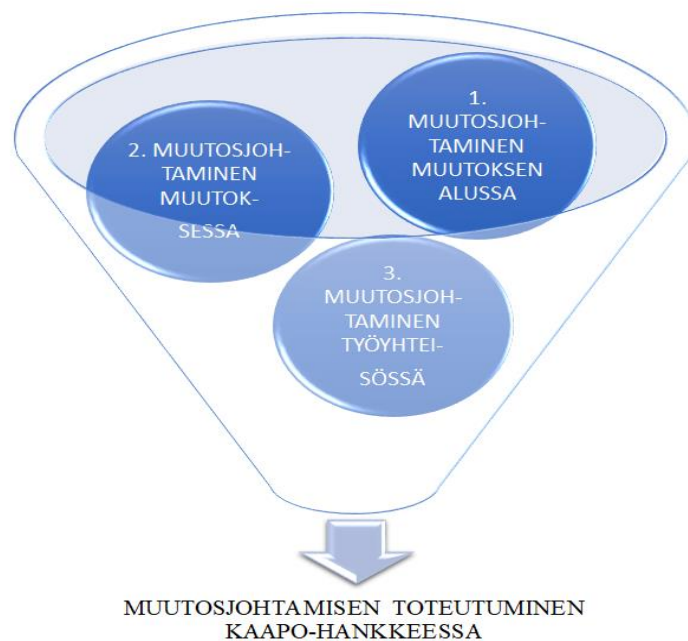 1.
MUUTOSJOH-
TAMINEN
MUUTOKSEN
ALUSSA
2. MUUTOSJOH-
TAMINEN
MUUTOK-
SESSA
3.
MUUTOSJOH-
TAMINEN
TYÖYHTEI-
SÖSSÄ
MUUTOSJOHTAMISEN TOTEUTUMINEN
KAAPO-HANKKEESSA